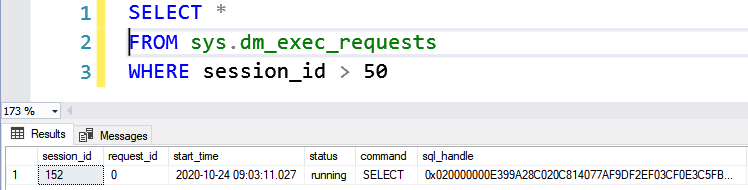 1 SELECT *
2 FROM sys.dm_exec_requests
3 WHERE session_id > 50
173 %
Results Messages
session_id request_id start_time status command sql_handle
1 152 0 2020-10-24 09:03:11.027 running SELECT 0x020000000E399A28C020C814077AF9DF2EF03CF0E3C5FB...